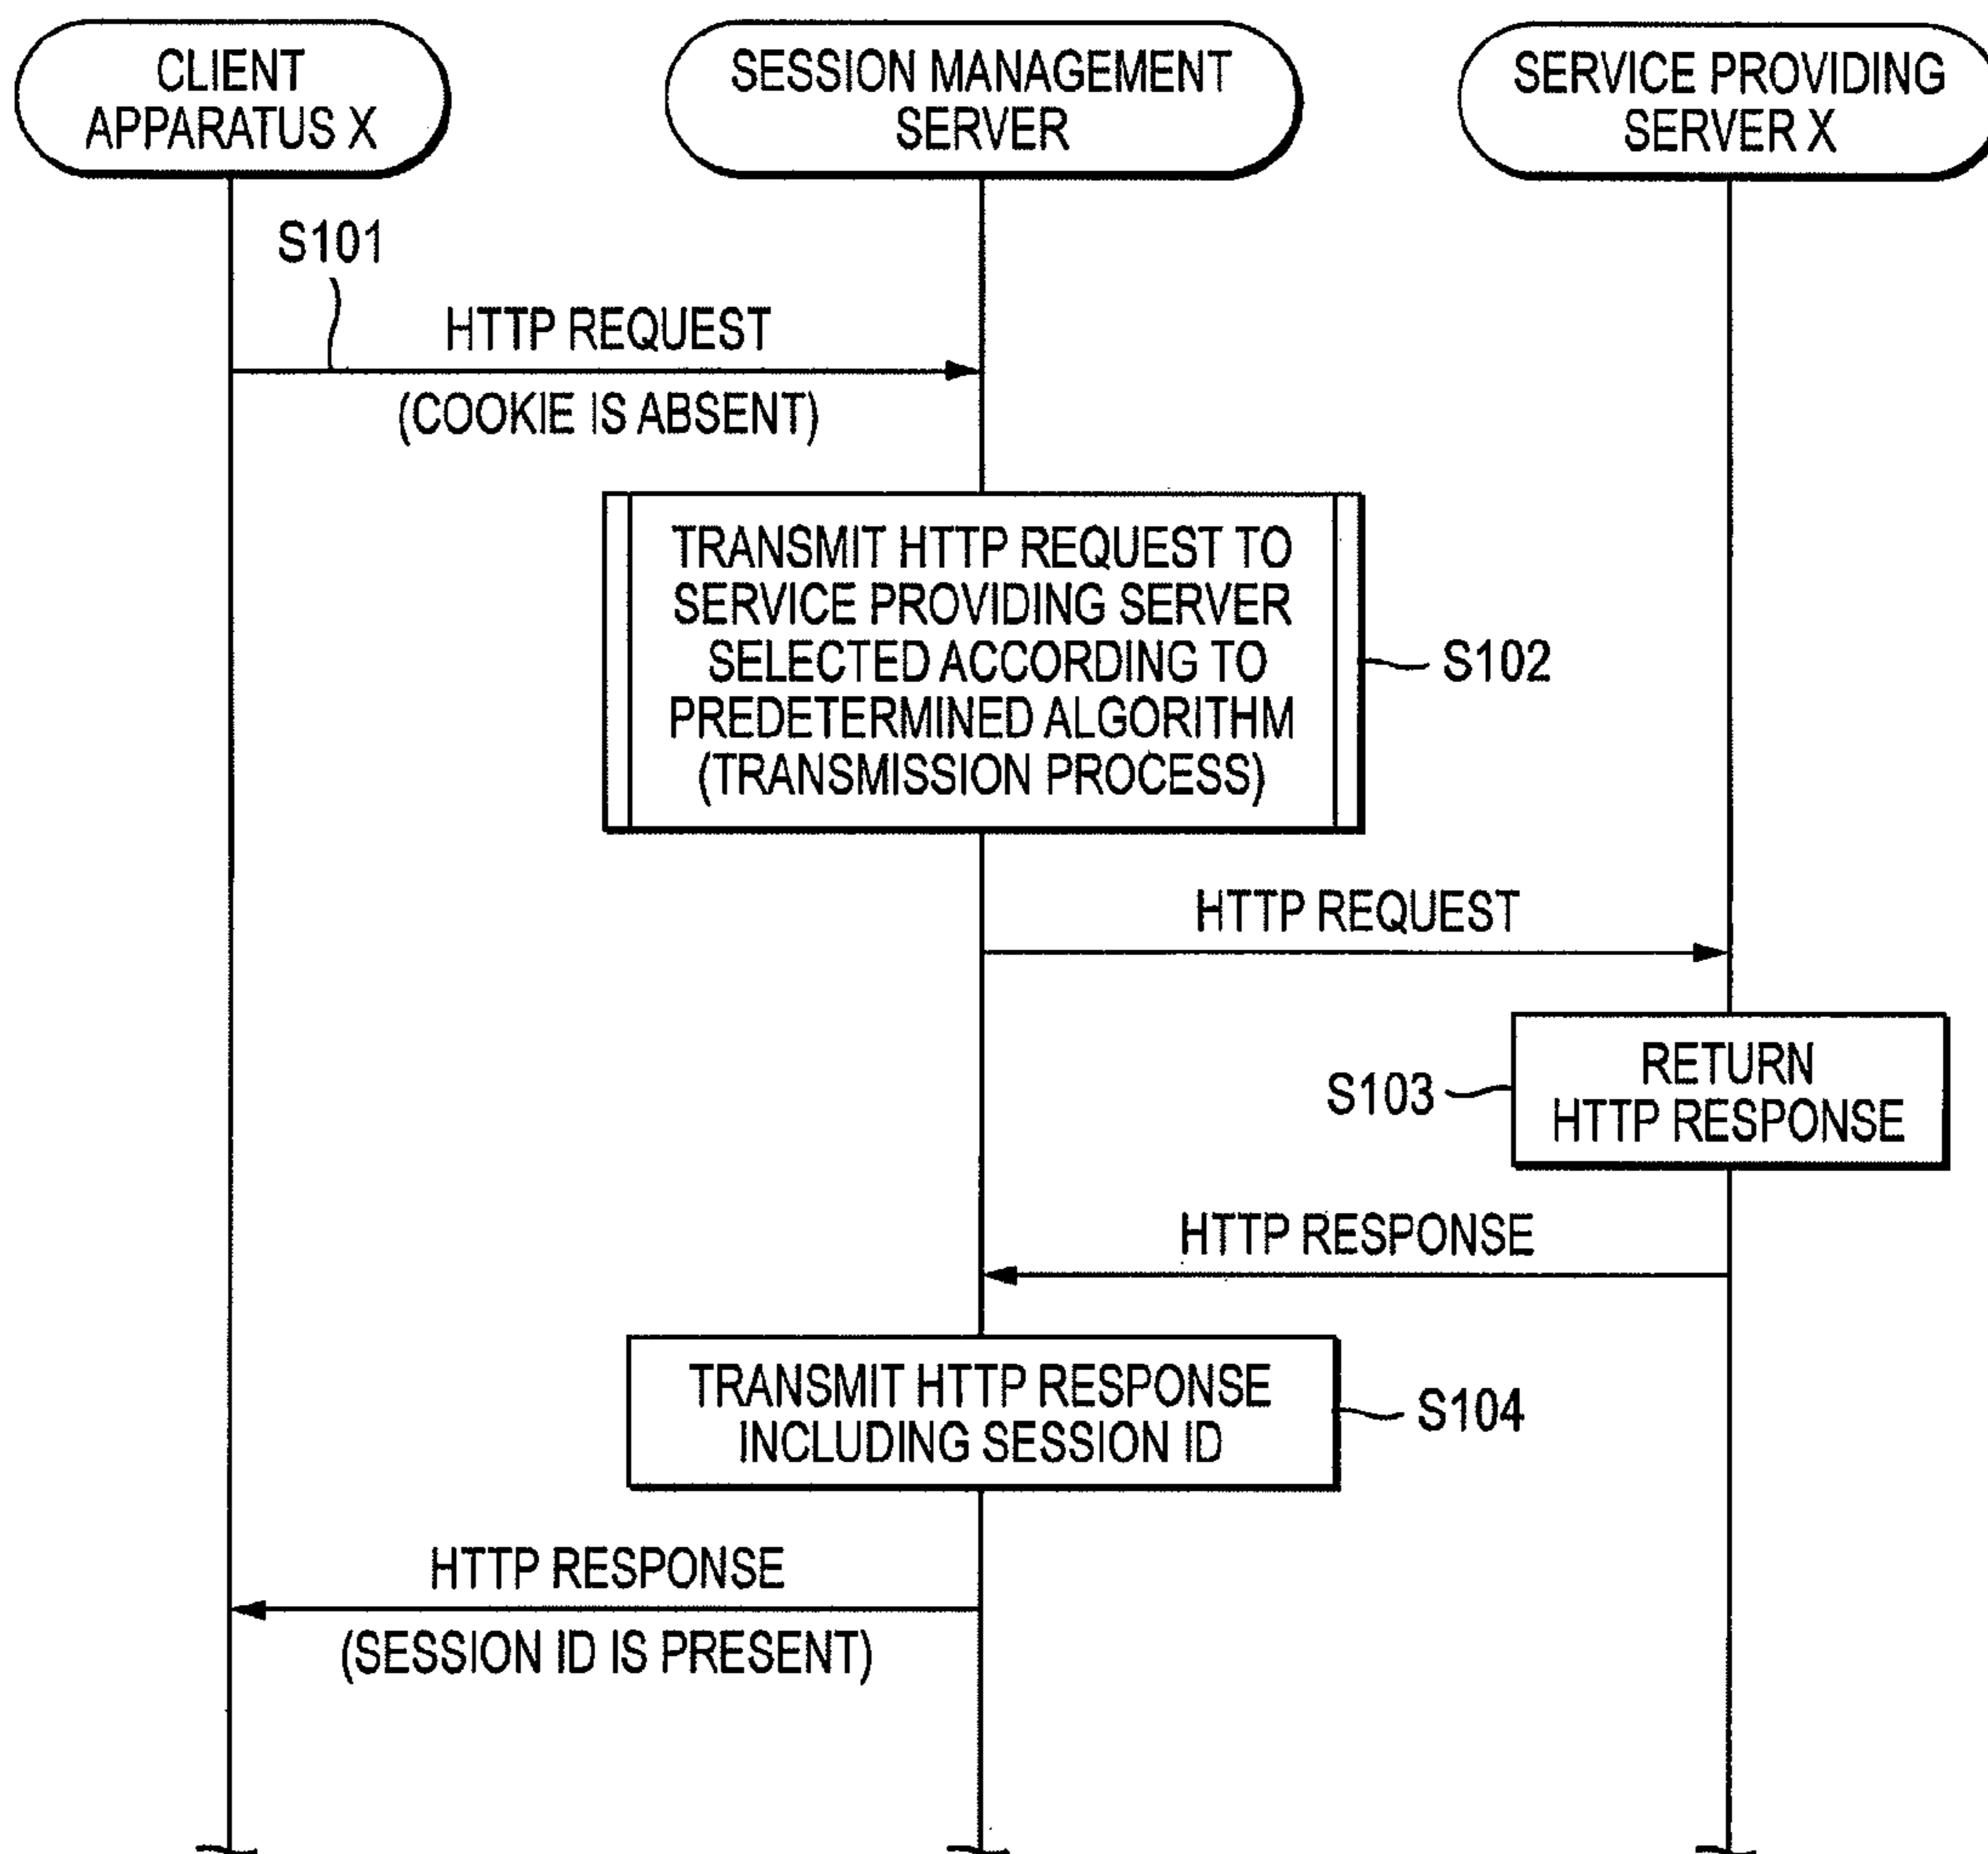 CLIENT
APPARATUS X
SESSION MANAGEMENT
SERVER
SERVICE PROVIDING
SERVER X
S101
HTTP REQUEST
(COOKIE IS ABSENT)
TRANSMIT HTTP REQUEST TO
SERVICE PROVIDING SERVER
SELECTED ACCORDING TO
PREDETERMINED ALGORITHM
(TRANSMISSION PROCESS)
S102
HTTP REQUEST
RETURN
HTTP RESPONSE
S103
HTTP RESPONSE
TRANSMIT HTTP RESPONSE
INCLUDING SESSION ID
S104
HTTP RESPONSE
(SESSION ID IS PRESENT)